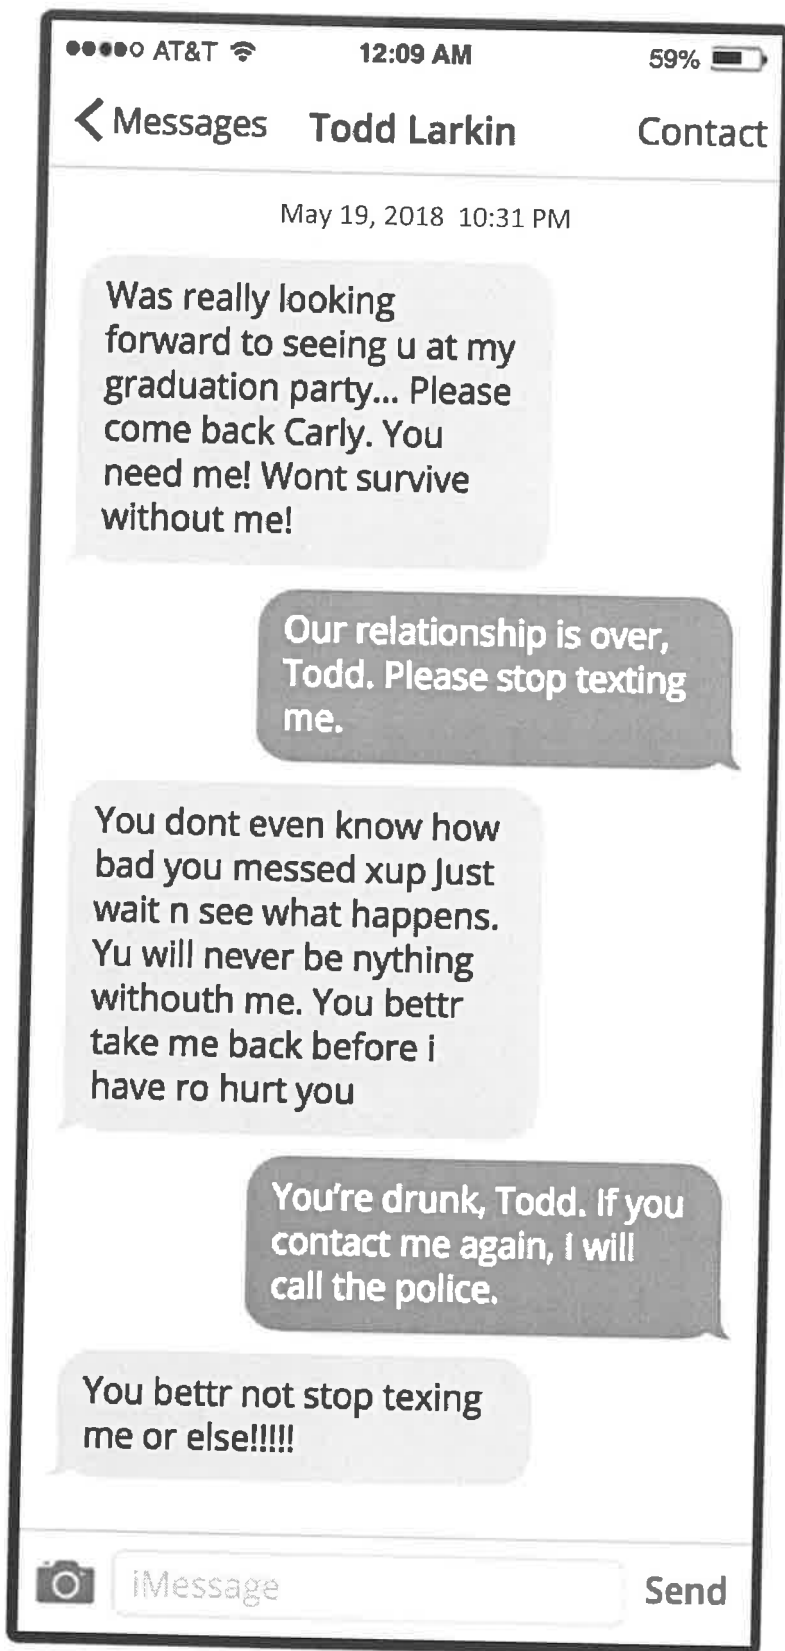 AT&T 12:09 AM 59%
Messages Todd Larkin Contact
May 19, 2018 10:31 PM
Was really looking
forward to seeing u at my
graduation party... Please
come back Carly. You
need me! Wont survive
without me!
Our relationship is over,
Todd. Please stop texting
me.
You dont even know how
bad you messed xup Just
wait n see what happens.
Yu will never be nything
withouth me. You bettr
take me back before i
have ro hurt you
You're drunk, Todd. If you
contact me again, I will
call the police.
You bettr not stop texing
me or else!!!!!
iMessage Send